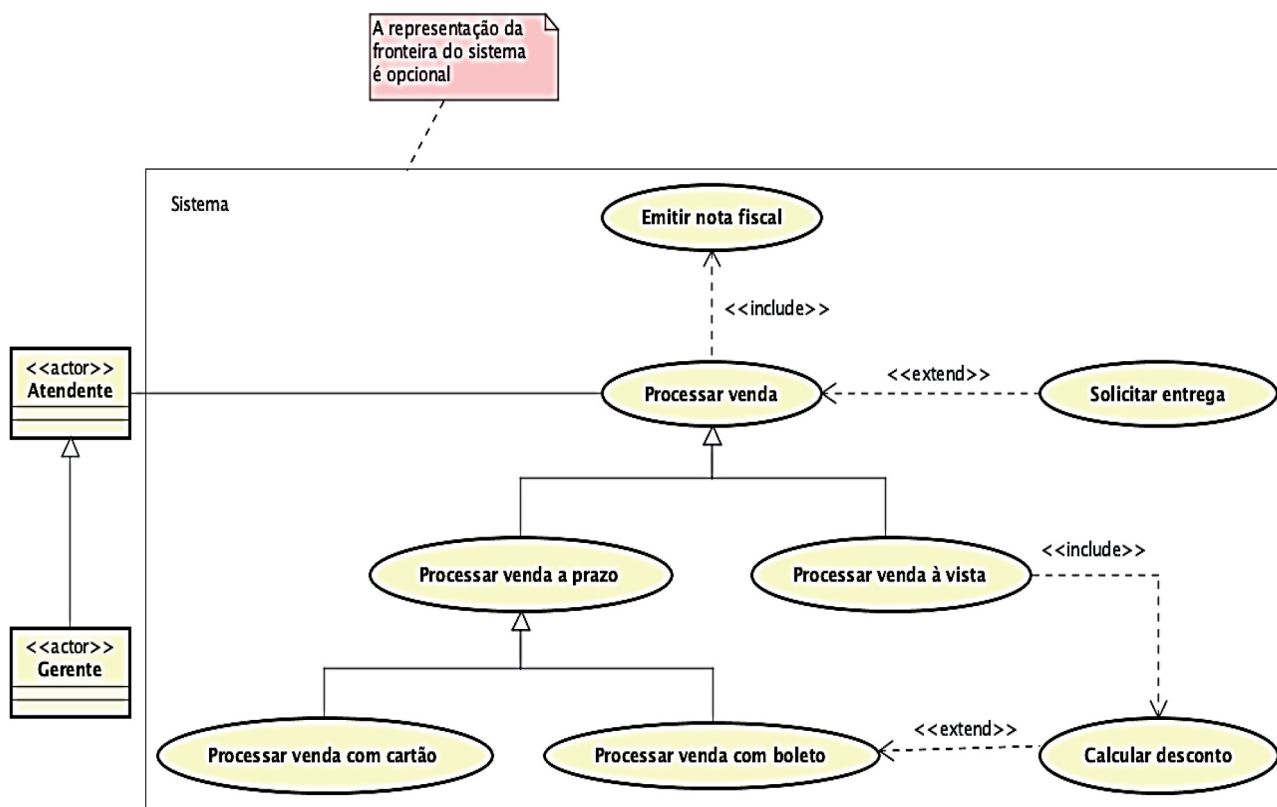 A representação da
fronteira do sistema
é opcional
Sistema
Emitir nota fiscal
<<include>>
<<actor>>
Atendente
Processar venda
<<extend>>
Solicitar entrega
Processar venda a prazo
Processar venda à vista
<<include>>
<<actor>>
Gerente
Processar venda com cartão
Processar venda com boleto
<<extend>>
Calcular desconto